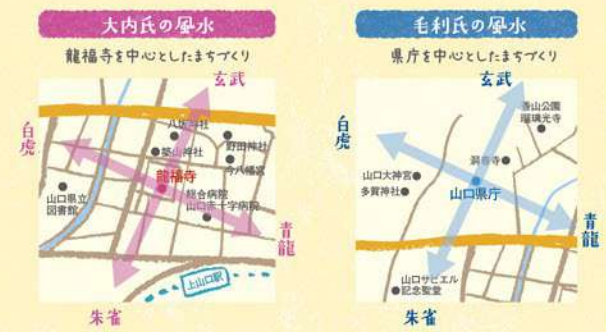 大内氏の風水
龍福寺を中心としたまちづくり
玄武
白虎
八坂神社
築山神社
野田神社
今八幡宮
龍福寺
山口県立
図書館
総合病院
山口赤十字病院
青龍
上山口駅
朱雀
毛利氏の風水
県庁を中心としたまちづくり
玄武
香山公園
瑠璃光寺
白虎
洞春寺
山口大神宮
多賀神社
山口県庁
青龍
山口サビエル
記念聖堂
朱雀